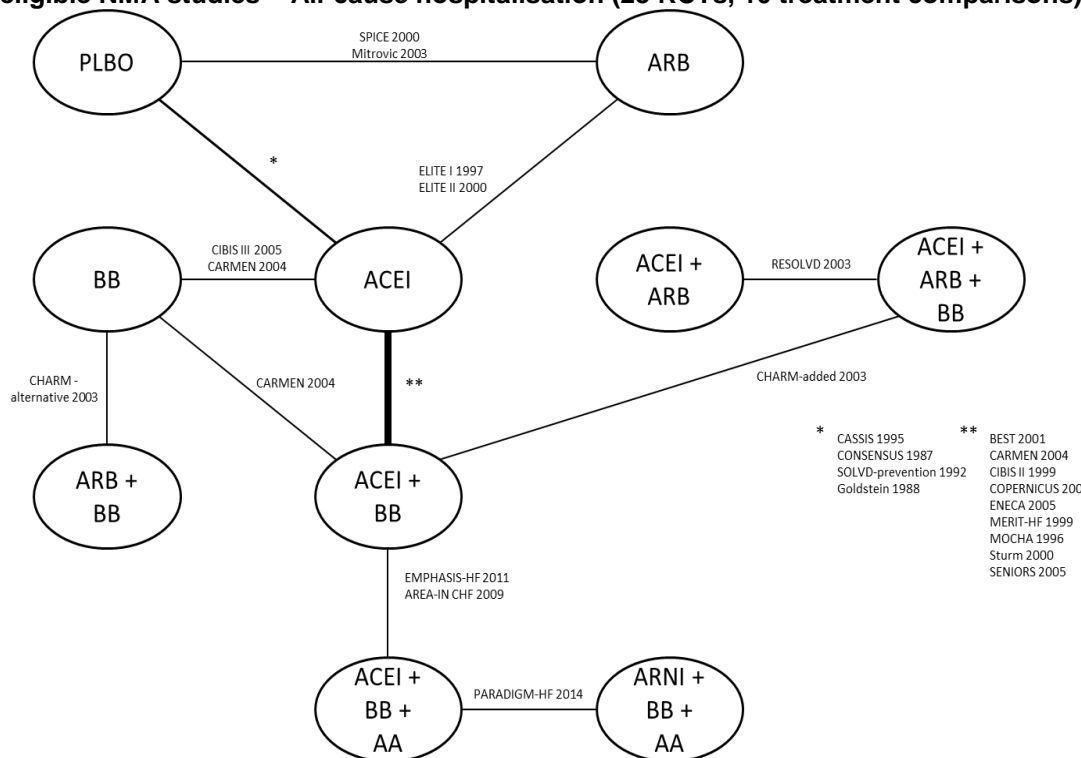 eligible NMA studies – All-cause hospitalisation RCTs, treatment comparisons)
PLBO
SPICE 2000
Mitrovic 2003
ARB
*
ELITE I 1997
ELITE II 2000
BB
CIBIS III 2005
CARMEN 2004
ACEI
ACEI +
ARB
RESOLVD 2003
ACEI +
ARB +
BB
CHARM -
alternative 2003
CARMEN 2004
**
CHARM-added 2003
ARB +
BB
ACEI +
BB
*
CASSIS 1995
CONSENSUS 1987
SOLVD-prevention 1992
Goldstein 1988
**
BEST 2001
CARMEN 2004
CIBIS II 1999
COPERNICUS
ENECA 2005
MERIT-HF 1999
MOCHA 1996
Sturm 2000
SENIORS 2005
EMPHASIS-HF 2011
AREA-IN CHF 2009
ACEI +
BB +
AA
PARADIGM-HF 2014
ARNI +
BB +
AA